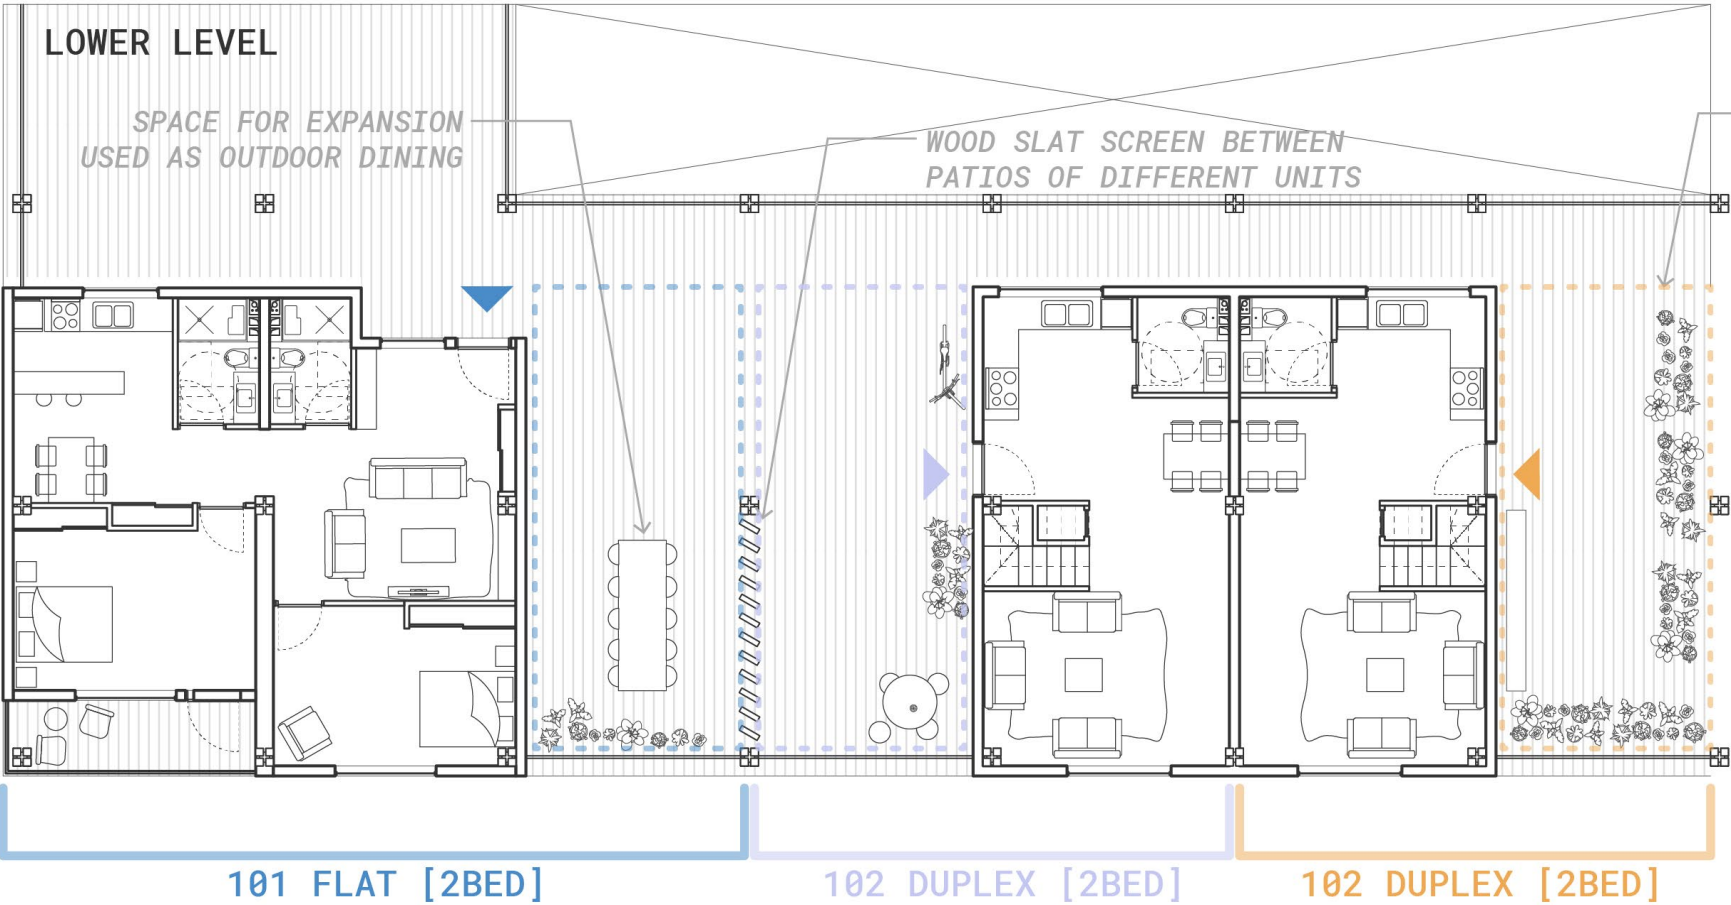 LOWER LEVEL
SPACE FOR EXPANSION
USED AS OUTDOOR DINING
WOOD SLAT SCREEN BETWEEN
PATIOS OF DIFFERENT UNITS
101 FLAT [2BED]
102 DUPLEX [2BED]
102 DUPLEX [2BED]